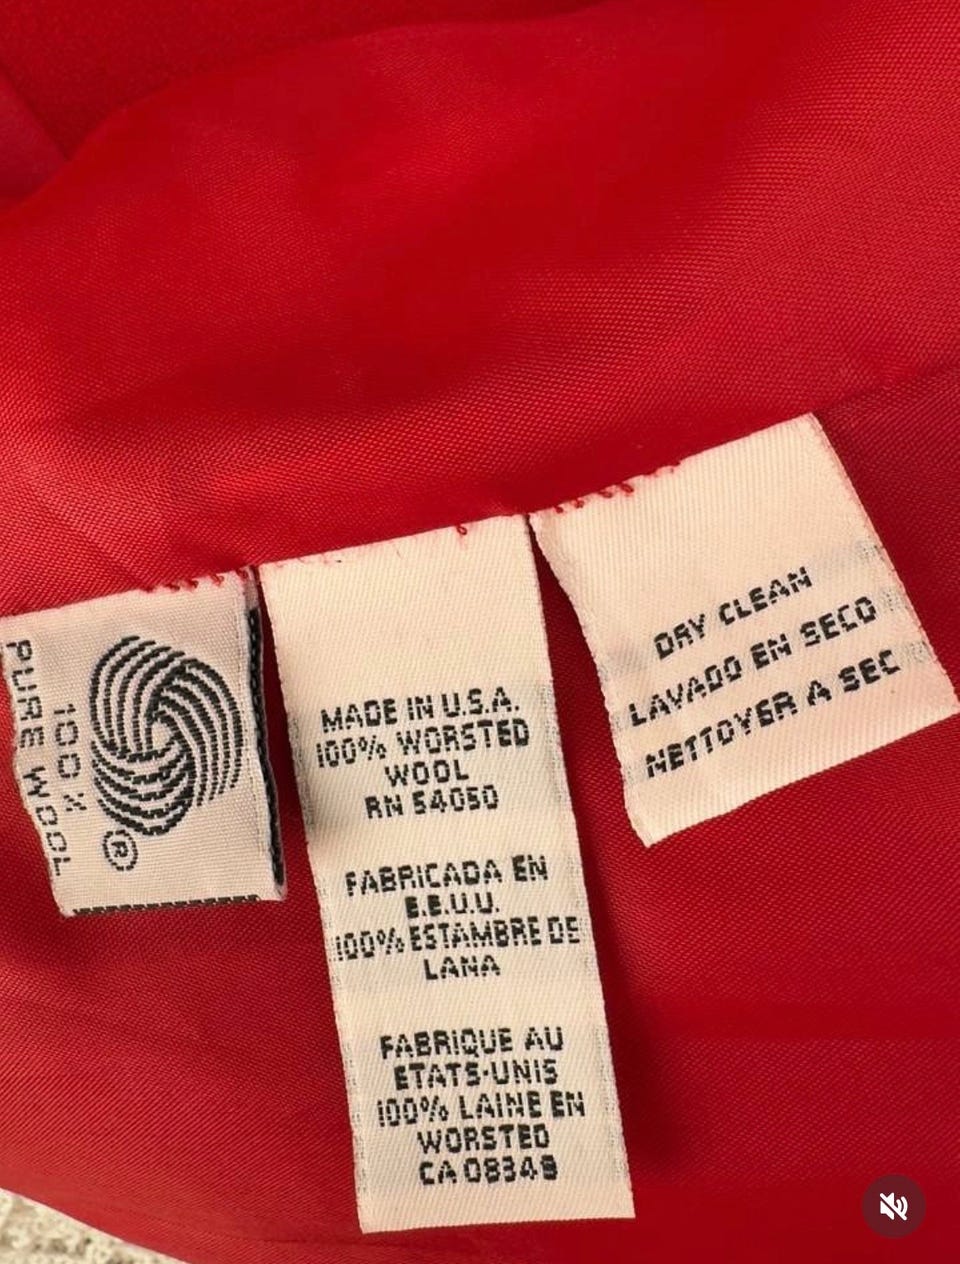 PURE WOOL
100%
®
MADE IN U.S.A.
100% WORSTED
WOOL
RN 54050
FABRICADA EN
E.E.U.U.
100% ESTAMBRE DE
LANA
FABRIQUE AU
ETATS-UNIS
100% LAINE EN
WORSTED
CA 08348
DRY CLEAN
LAVADO EN SECO
NETTOYER A SEC